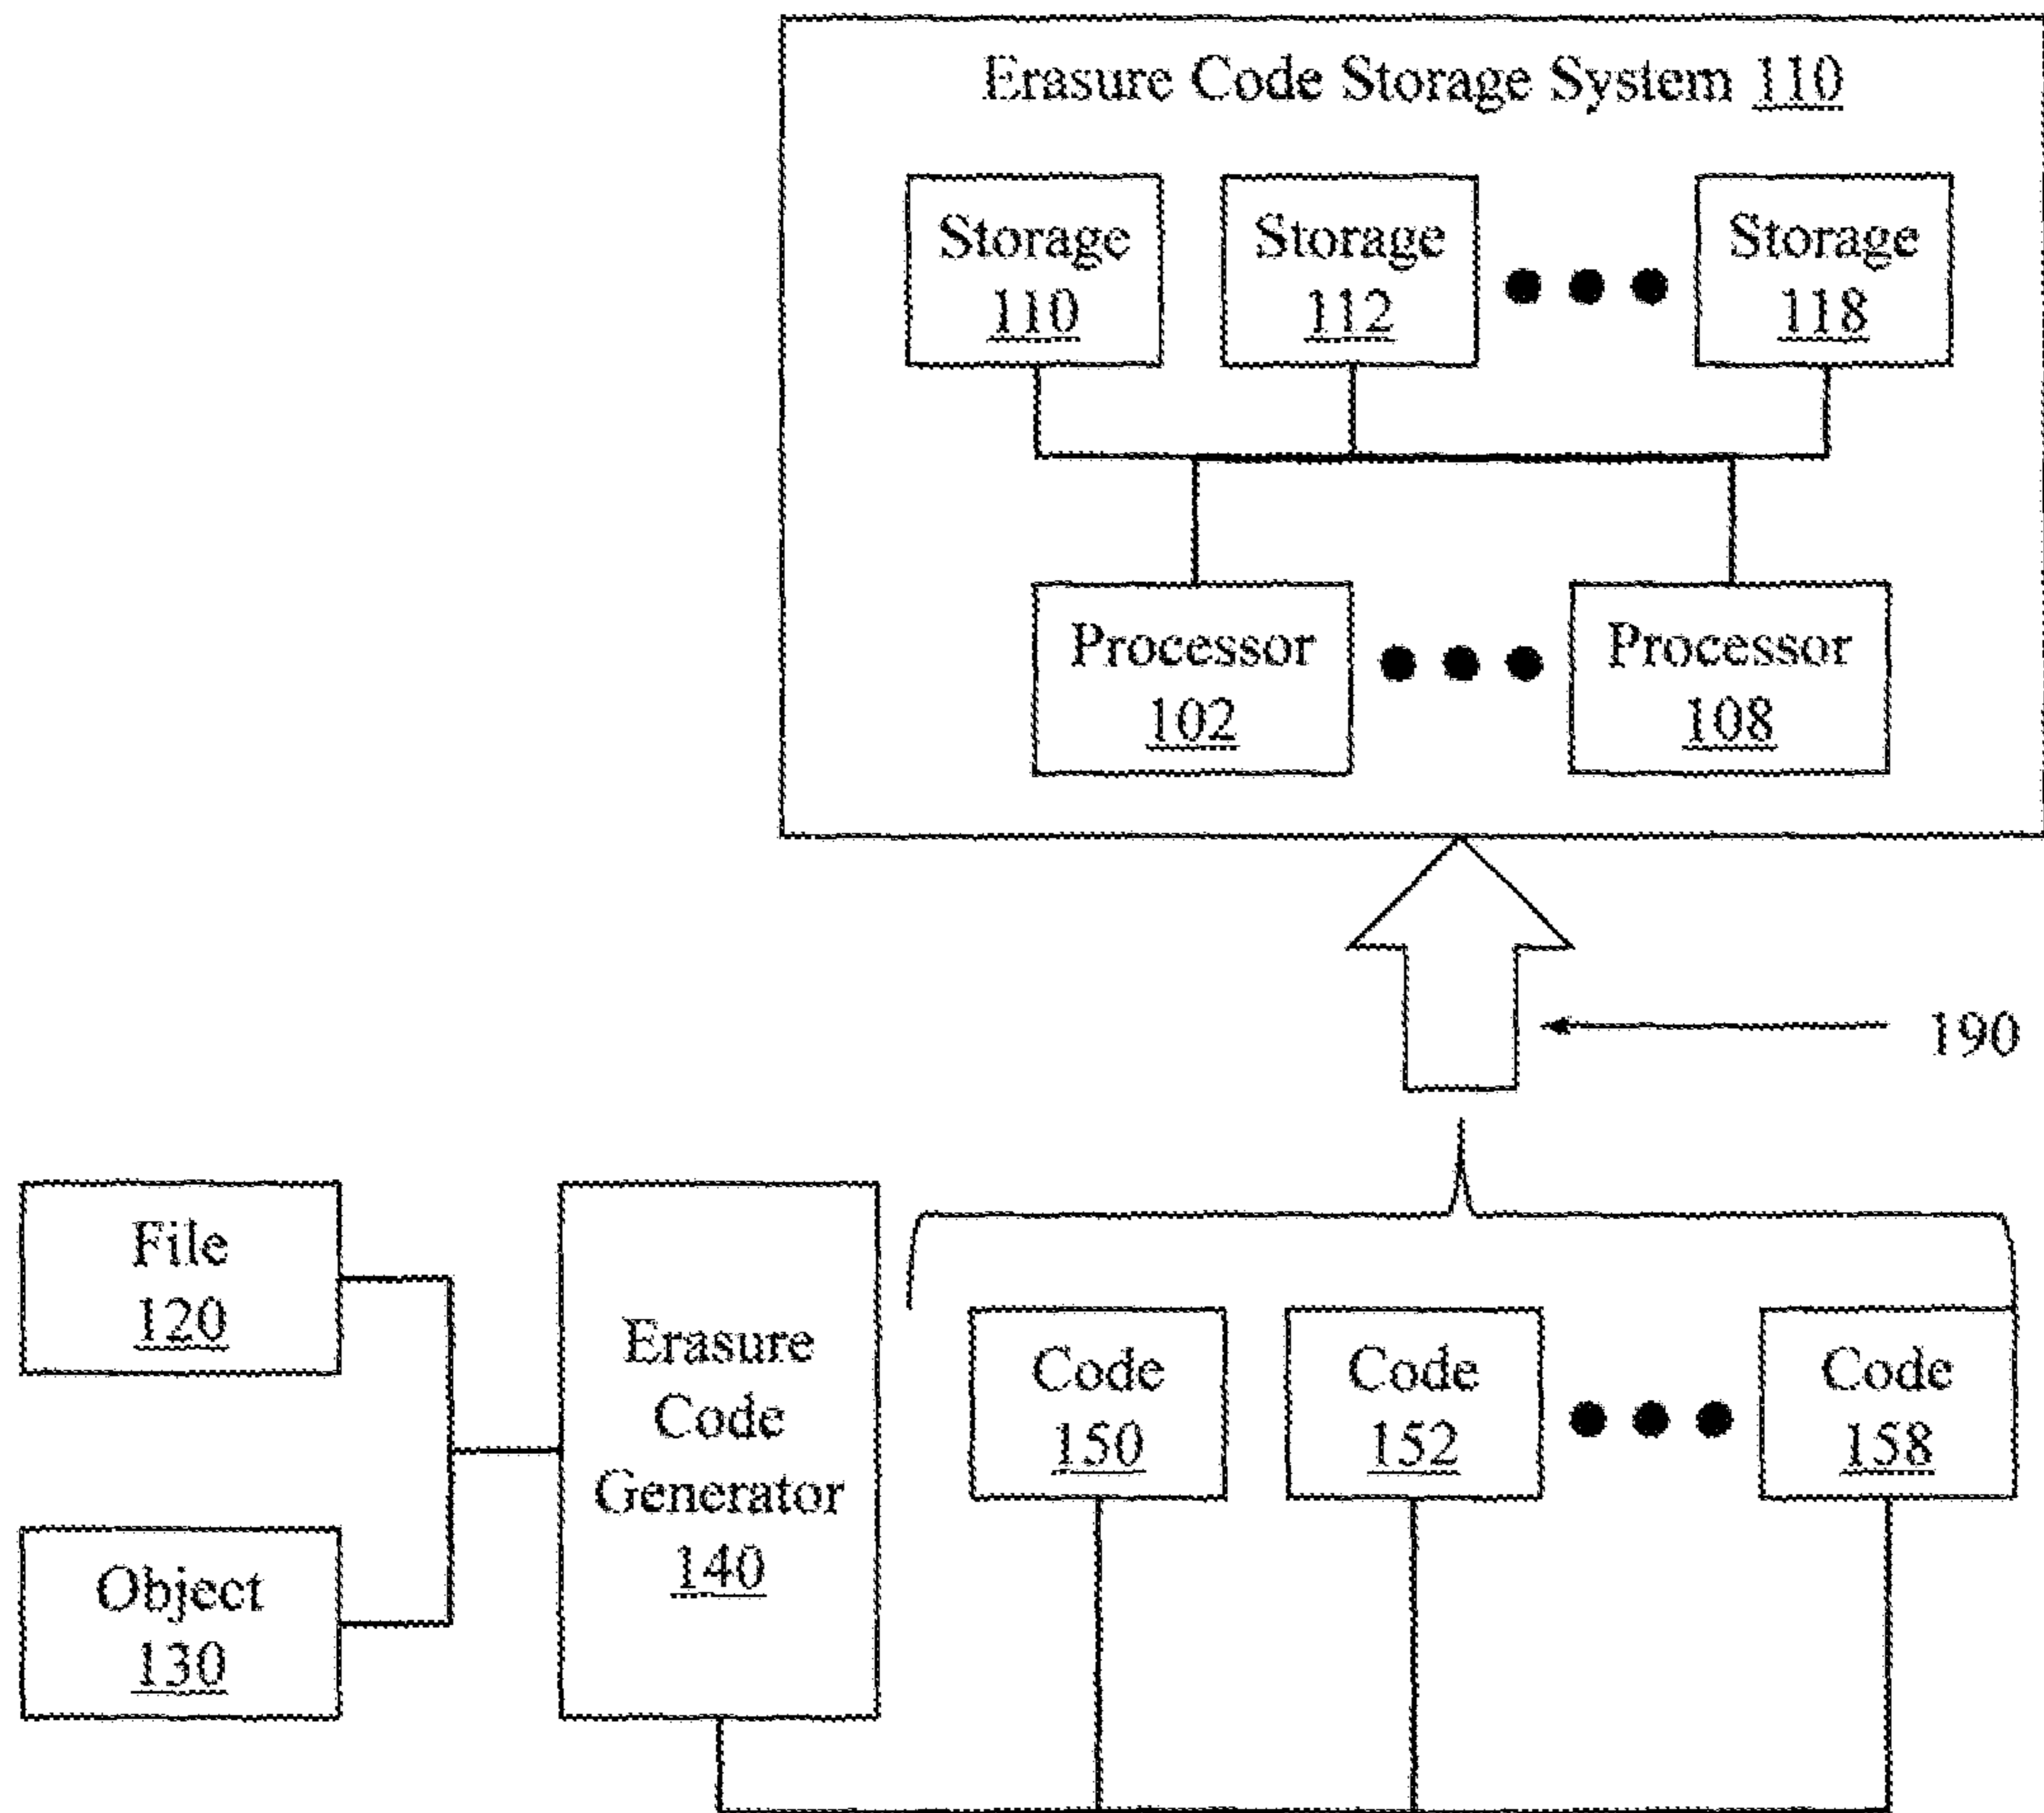 Erasure Code Storage System 110
Storage
110
Storage
112
Storage
118
Processor
102
Processor
108
190
File
120
Object
130
Erasure
Code
Generator
140
Code
150
Code
152
Code
158